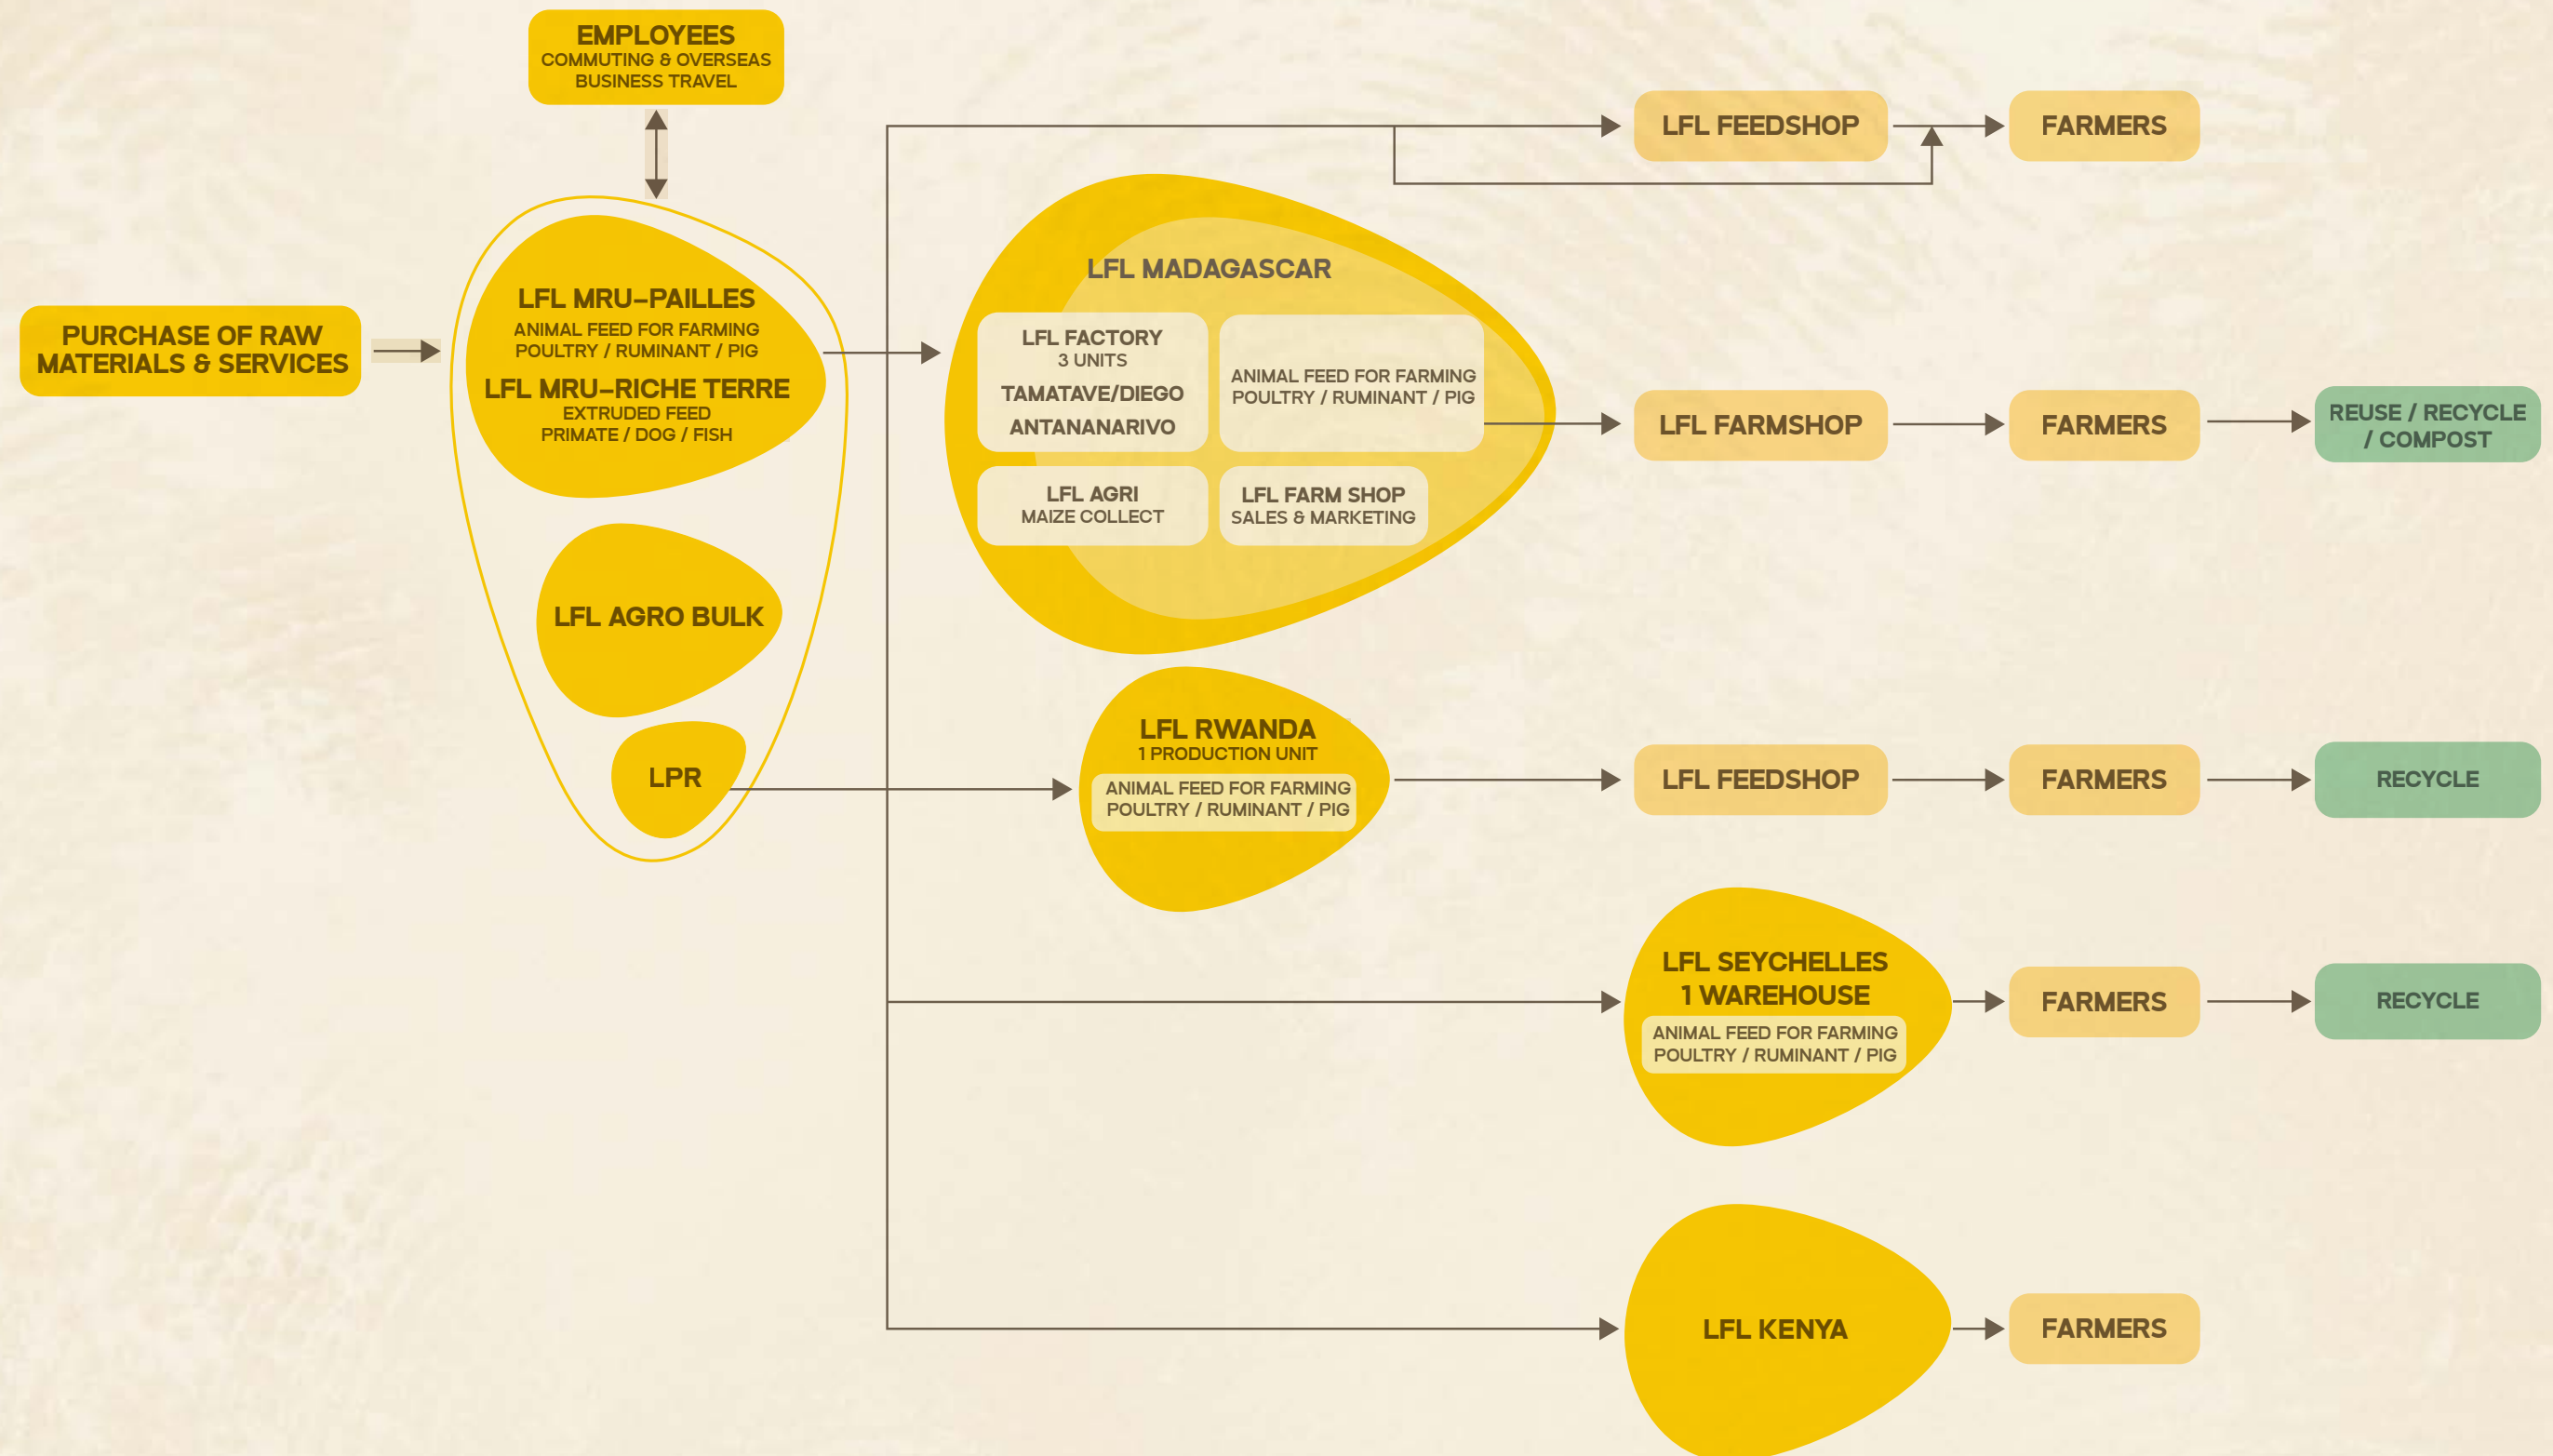 EMPLOYEES
COMMUTING & OVERSEAS
BUSINESS TRAVEL
PURCHASE OF RAW
MATERIALS & SERVICES
LFL MRU-PAILLES
ANIMAL FEED FOR FARMING
POULTRY / RUMINANT / PIG
LFL MRU-RICHE TERRE
EXTRUDED FEED
PRIMATE / DOG / FISH
LFL AGRO BULK
LPR
LFL FEEDSHOP
FARMERS
LFL MADAGASCAR
LFL FACTORY
3 UNITS
TAMATAVE/DIEGO
ANTANANARIVO
ANIMAL FEED FOR FARMING
POULTRY / RUMINANT / PIG
LFL AGRI
MAIZE COLLECT
LFL FARM SHOP
SALES & MARKETING
LFL FARMSHOP
FARMERS
REUSE / RECYCLE
/ COMPOST
LFL RWANDA
1 PRODUCTION UNIT
ANIMAL FEED FOR FARMING
POULTRY / RUMINANT / PIG
LFL FEEDSHOP
FARMERS
RECYCLE
LFL SEYCHELLES
1 WAREHOUSE
ANIMAL FEED FOR FARMING
POULTRY / RUMINANT / PIG
FARMERS
RECYCLE
LFL KENYA
FARMERS